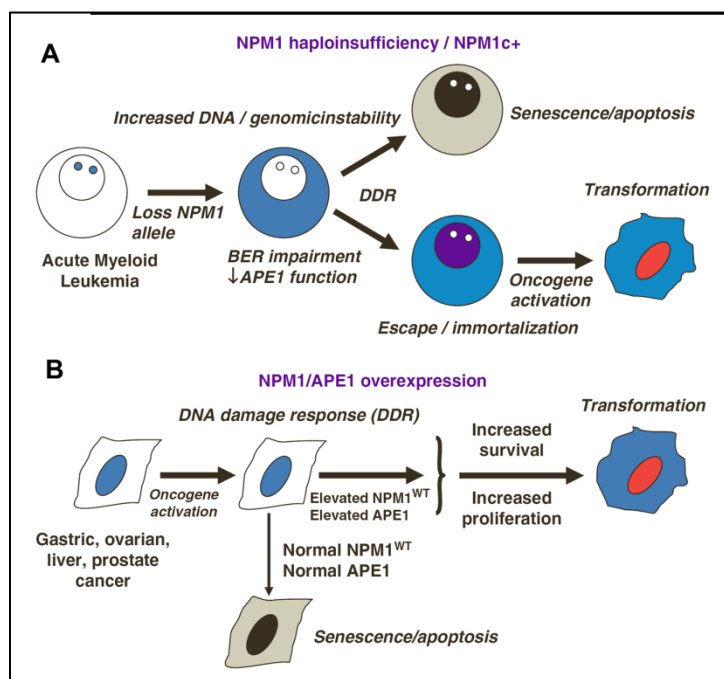 A
NPM1 haploinsufficiency / NPM1c+
Increased DNA / genomicinstability
Senescence/apoptosis
Loss NPM1
allele
DDR
Transformation
Acute Myeloid
Leukemia
BER impairment
↓APE1 function
Oncogene
activation
Escape / immortalization
B
NPM1/APE1 overexpression
DNA damage response (DDR)
Transformation
Increased
survival
Oncogene
activation
Elevated NPM1WT
Elevated APE1
Increased
proliferation
Gastric, ovarian,
liver, prostate
cancer
Normal NPM1WT
Normal APE1
Senescence/apoptosis